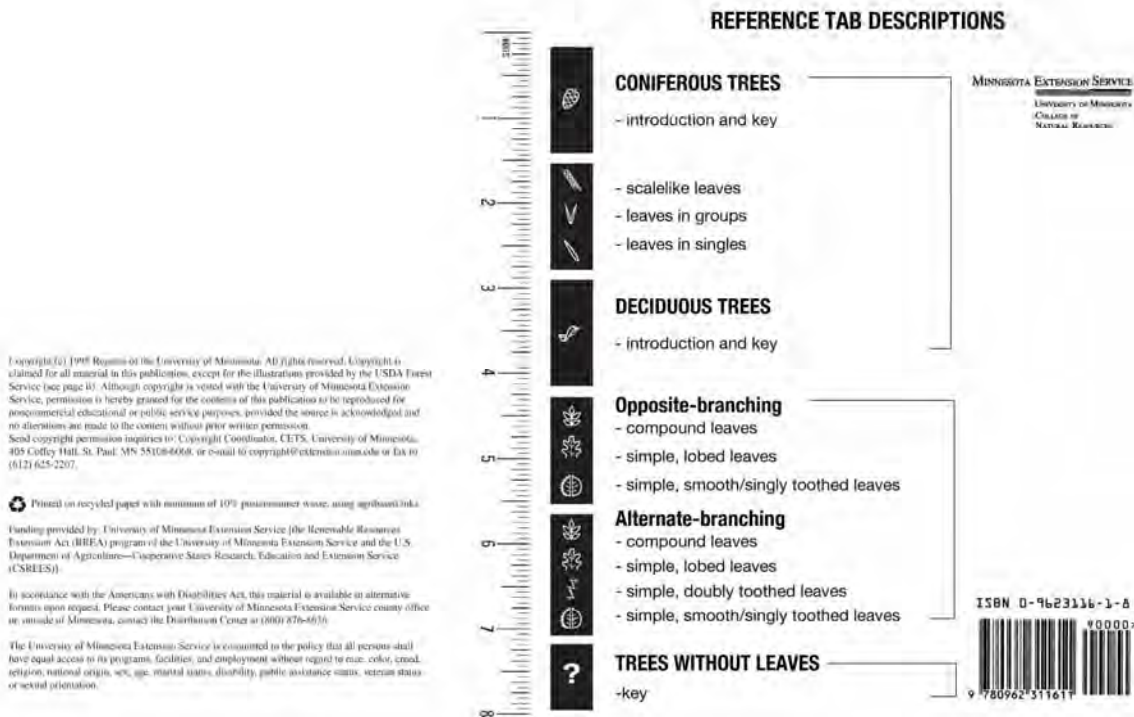 REFERENCE TAB DESCRIPTIONS
Copyright (c) 1995 Regents of the University of Minnesota. All rights reserved. Copyright is
claimed for all material in this publication, except for the illustrations provided by the USDA Forest
Service (see page ii). Although copyright is vested with the University of Minnesota Extension
Service, permission is hereby granted for the contents of this publication to be reproduced for
noncommercial educational or public service purposes, provided the source is acknowledged and
no alterations are made to the content without prior written permission.
Send copyright permission inquiries to: Copyright Coordinator, CETS, University of Minnesota,
405 Coffey Hall, St. Paul, MN 55108-6068, or e-mail to copyright@extension.umn.edu or fax to
(612) 625-2207.
Printed on recycled paper with minimum of 10% postconsumer waste, using agribased inks.
Funding provided by: University of Minnesota Extension Service [the Renewable Resources
Extension Act (RREA) program of the University of Minnesota Extension Service and the U.S.
Department of Agriculture—Cooperative States Research, Education and Extension Service
(CSREES)]
In accordance with the Americans with Disabilities Act, this material is available in alternative
formats upon request. Please contact your University of Minnesota Extension Service county office
or, outside of Minnesota, contact the Distribution Center at (800) 876-8636.
The University of Minnesota Extension Service is committed to the policy that all persons shall
have equal access to its programs, facilities, and employment without regard to race, color, creed,
religion, national origin, sex, age, marital status, disability, public assistance status, veteran status
or sexual orientation.
1
2
3
4
5
6
7
8
CONIFEROUS TREES
- introduction and key
- scalelike leaves
- leaves in groups
- leaves in singles
DECIDUOUS TREES
- introduction and key
Opposite-branching
- compound leaves
- simple, lobed leaves
- simple, smooth/singly toothed leaves
Alternate-branching
- compound leaves
- simple, lobed leaves
- simple, doubly toothed leaves
- simple, smooth/singly toothed leaves
?
TREES WITHOUT LEAVES
-key
MINNESOTA EXTENSION SERVICE
UNIVERSITY OF MINNESOTA
COLLEGE OF
NATURAL RESOURCES
ISBN 0-9623116-1-8
90000>
9 780962 311611